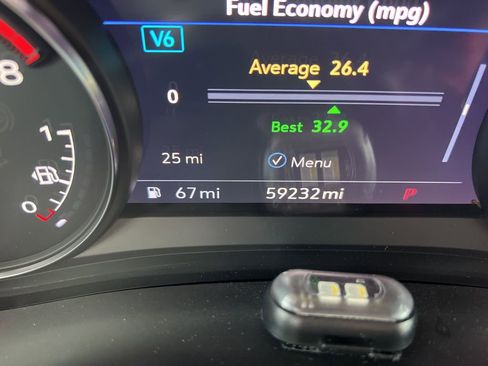 Fuel Economy (mpg)
V6
Average 26.4
8
0
Best 32.9
1
25 mi
Menu
0
67 mi
59232 mi
P